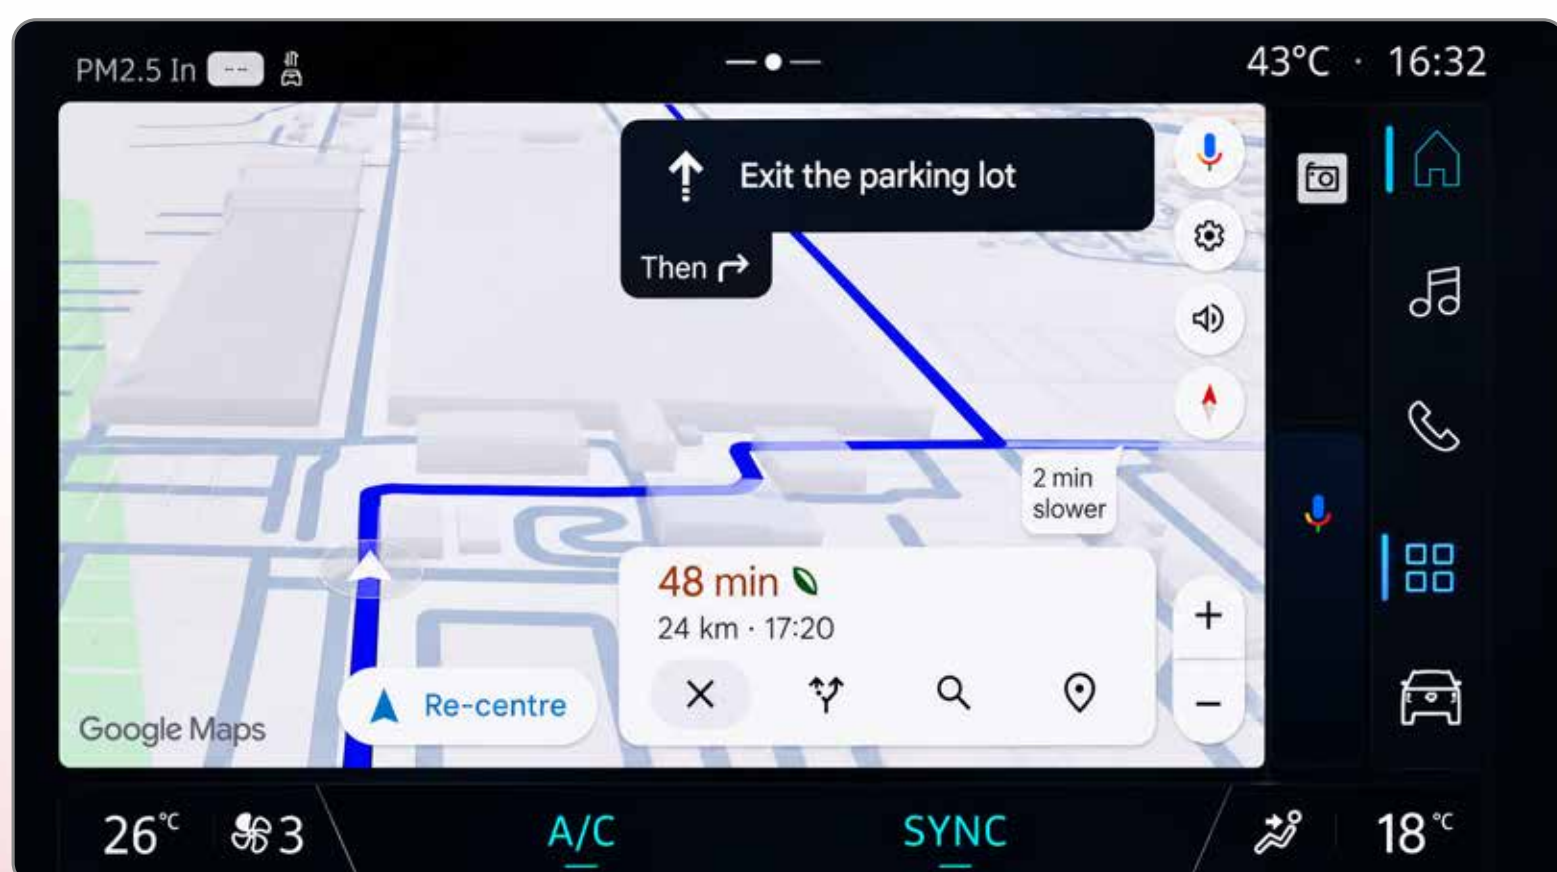 PM2.5 In --
43°C · 16:32
Exit the parking lot
Then
2 min
slower
48 min
24 km · 17:20
Re-centre
Google Maps
+
−
26°C
3
A/C
SYNC
18°C